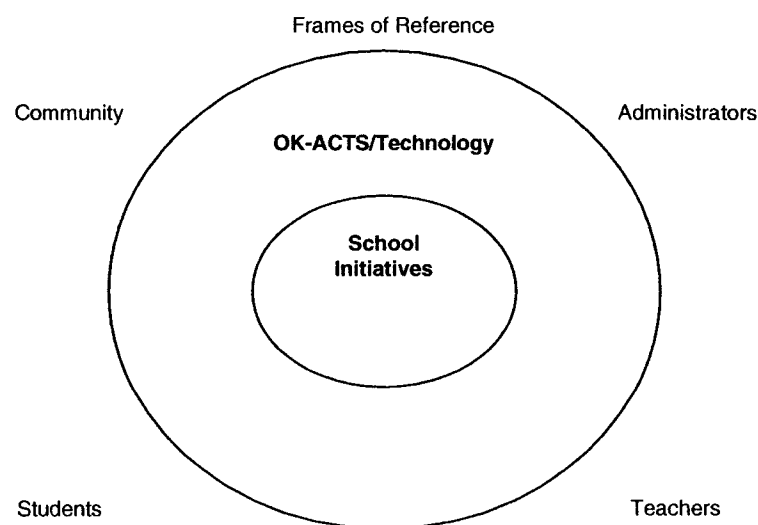 Frames of Reference
Community
Administrators
OK-ACTS/Technology
School
Initiatives
Students
Teachers